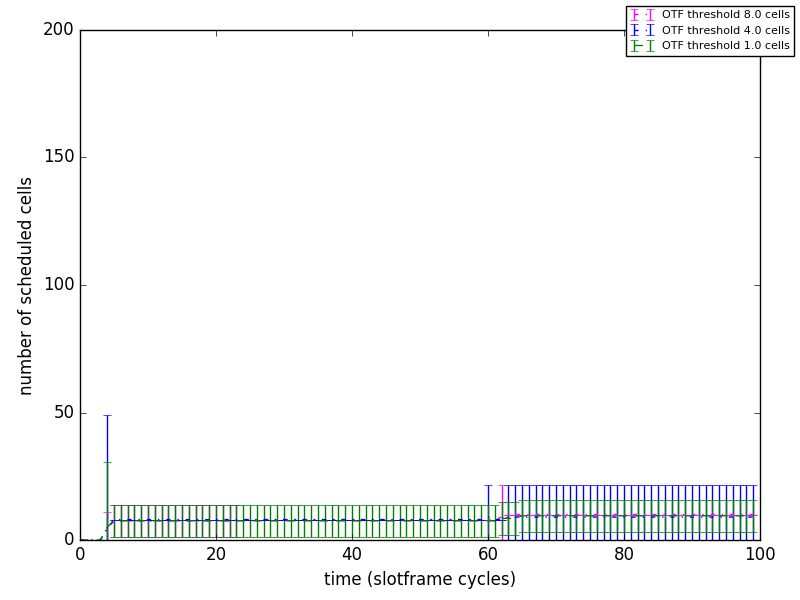 OTF threshold 8.0 cells
OTF threshold 4.0 cells
OTF threshold 1.0 cells
200
150
100
50
0
number of scheduled cells
0 20 40 60 80 100
time (slotframe cycles)